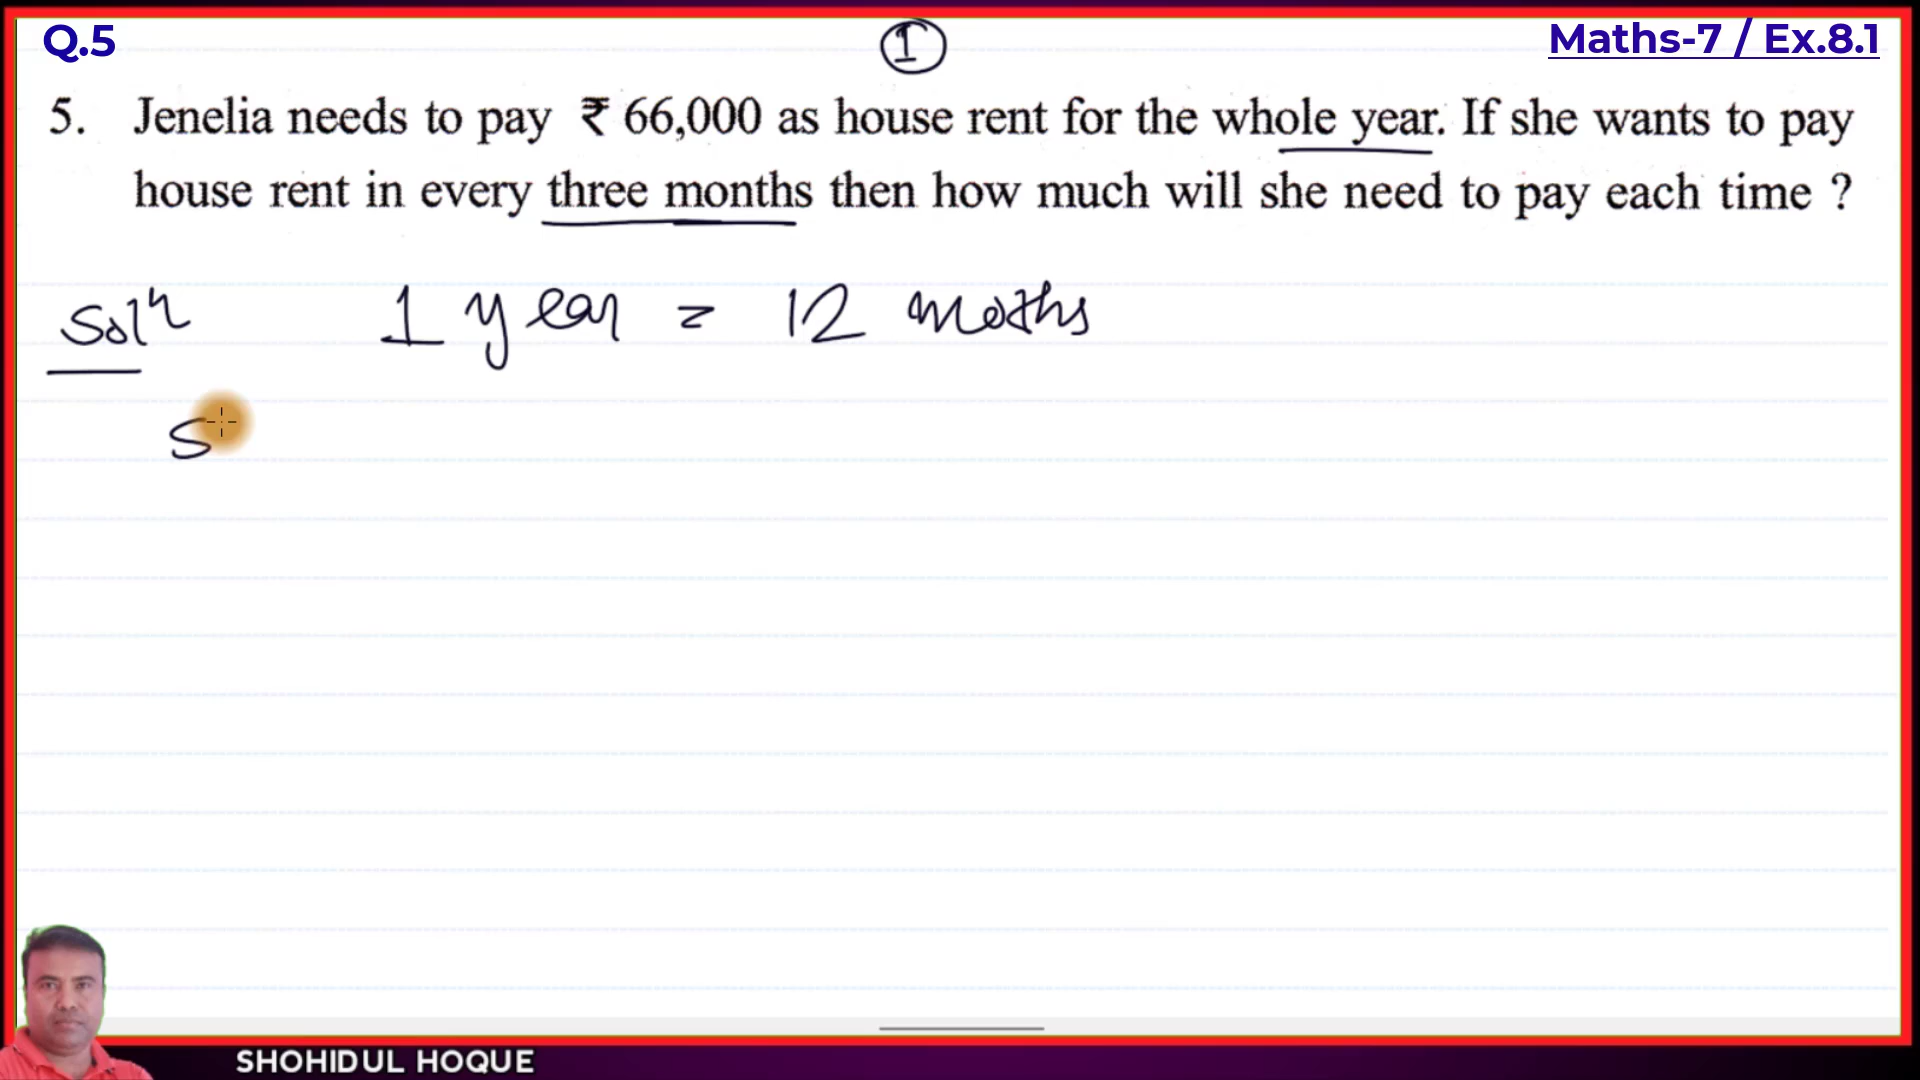 Q.5
1
Maths-7 / Ex.8.1
5. Jenelia needs to pay ₹ 66,000 as house rent for the whole year. If she wants to pay
house rent in every three months then how much will she need to pay each time ?
Solⁿ 1 year = 12 moths
S
SHOHIDUL HOQUE